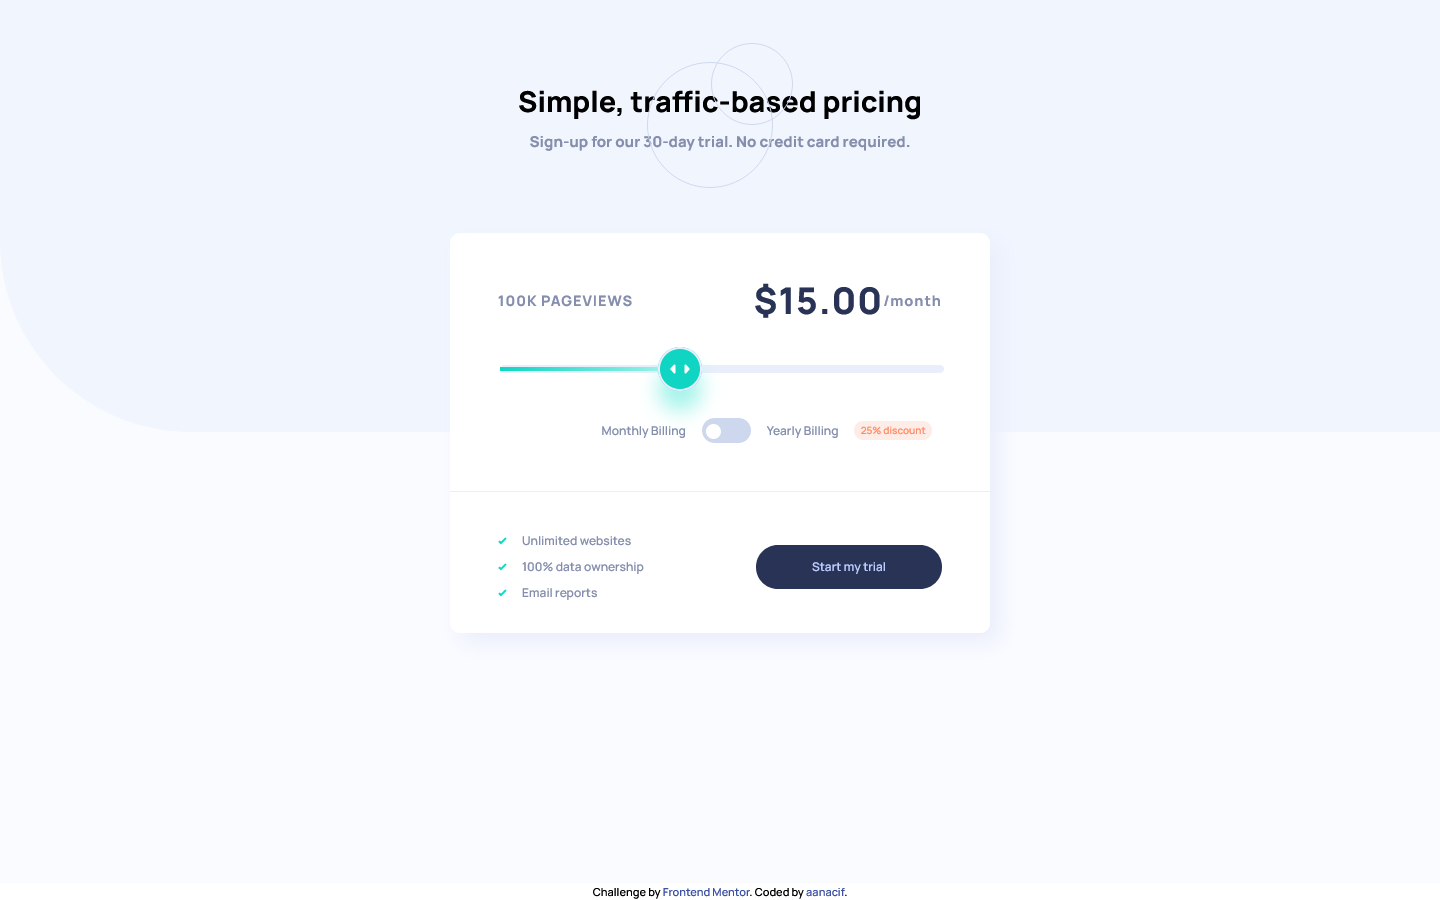 Simple, traffic-based pricing
Sign-up for our 30-day trial. No credit card required.
100K PAGEVIEWS $15.00/month
Monthly Billing Yearly Billing 25% discount
Unlimited websites
100% data ownership
Email reports
Start my trial
Challenge by Frontend Mentor. Coded by aanacif.